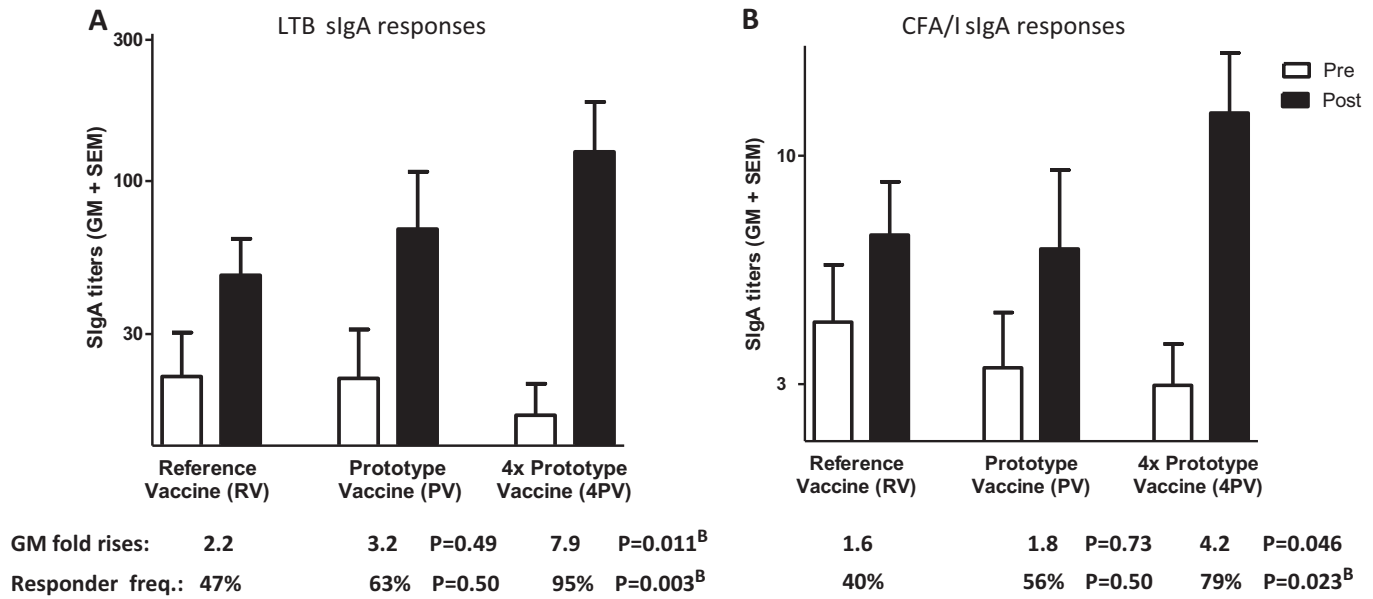 A
LTB sIgA responses
300
100
30
SIgA titers (GM + SEM)
Reference
Vaccine (RV)
Prototype
Vaccine (PV)
4x Prototype
Vaccine (4PV)
GM fold rises: 2.2 3.2 P=0.49 7.9 P=0.011B
Responder freq.: 47% 63% P=0.50 95% P=0.003B
B
CFA/I sIgA responses
10
3
SIgA titers (GM + SEM)
Pre
Post
Reference
Vaccine (RV)
Prototype
Vaccine (PV)
4x Prototype
Vaccine (4PV)
1.6 1.8 P=0.73 4.2 P=0.046
40% 56% P=0.50 79% P=0.023B